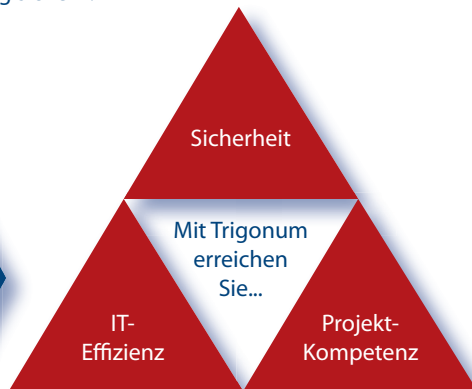 Sicherheit
Mit Trigonum
erreichen
Sie...
IT-
Effizienz
Projekt-
Kompetenz